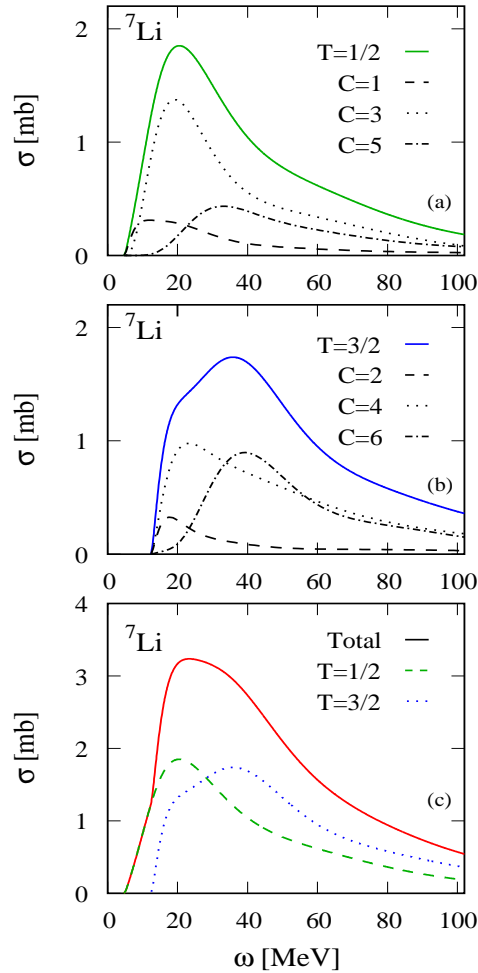 ⁷Li
T=1/2
C=1
C=3
C=5
(a)
σ [mb]
2
1
0
0 20 40 60 80 100
⁷Li
T=3/2
C=2
C=4
C=6
(b)
σ [mb]
2
1
0
0 20 40 60 80 100
⁷Li
Total
T=1/2
T=3/2
(c)
σ [mb]
4
3
2
1
0
0 20 40 60 80 100
ω [MeV]